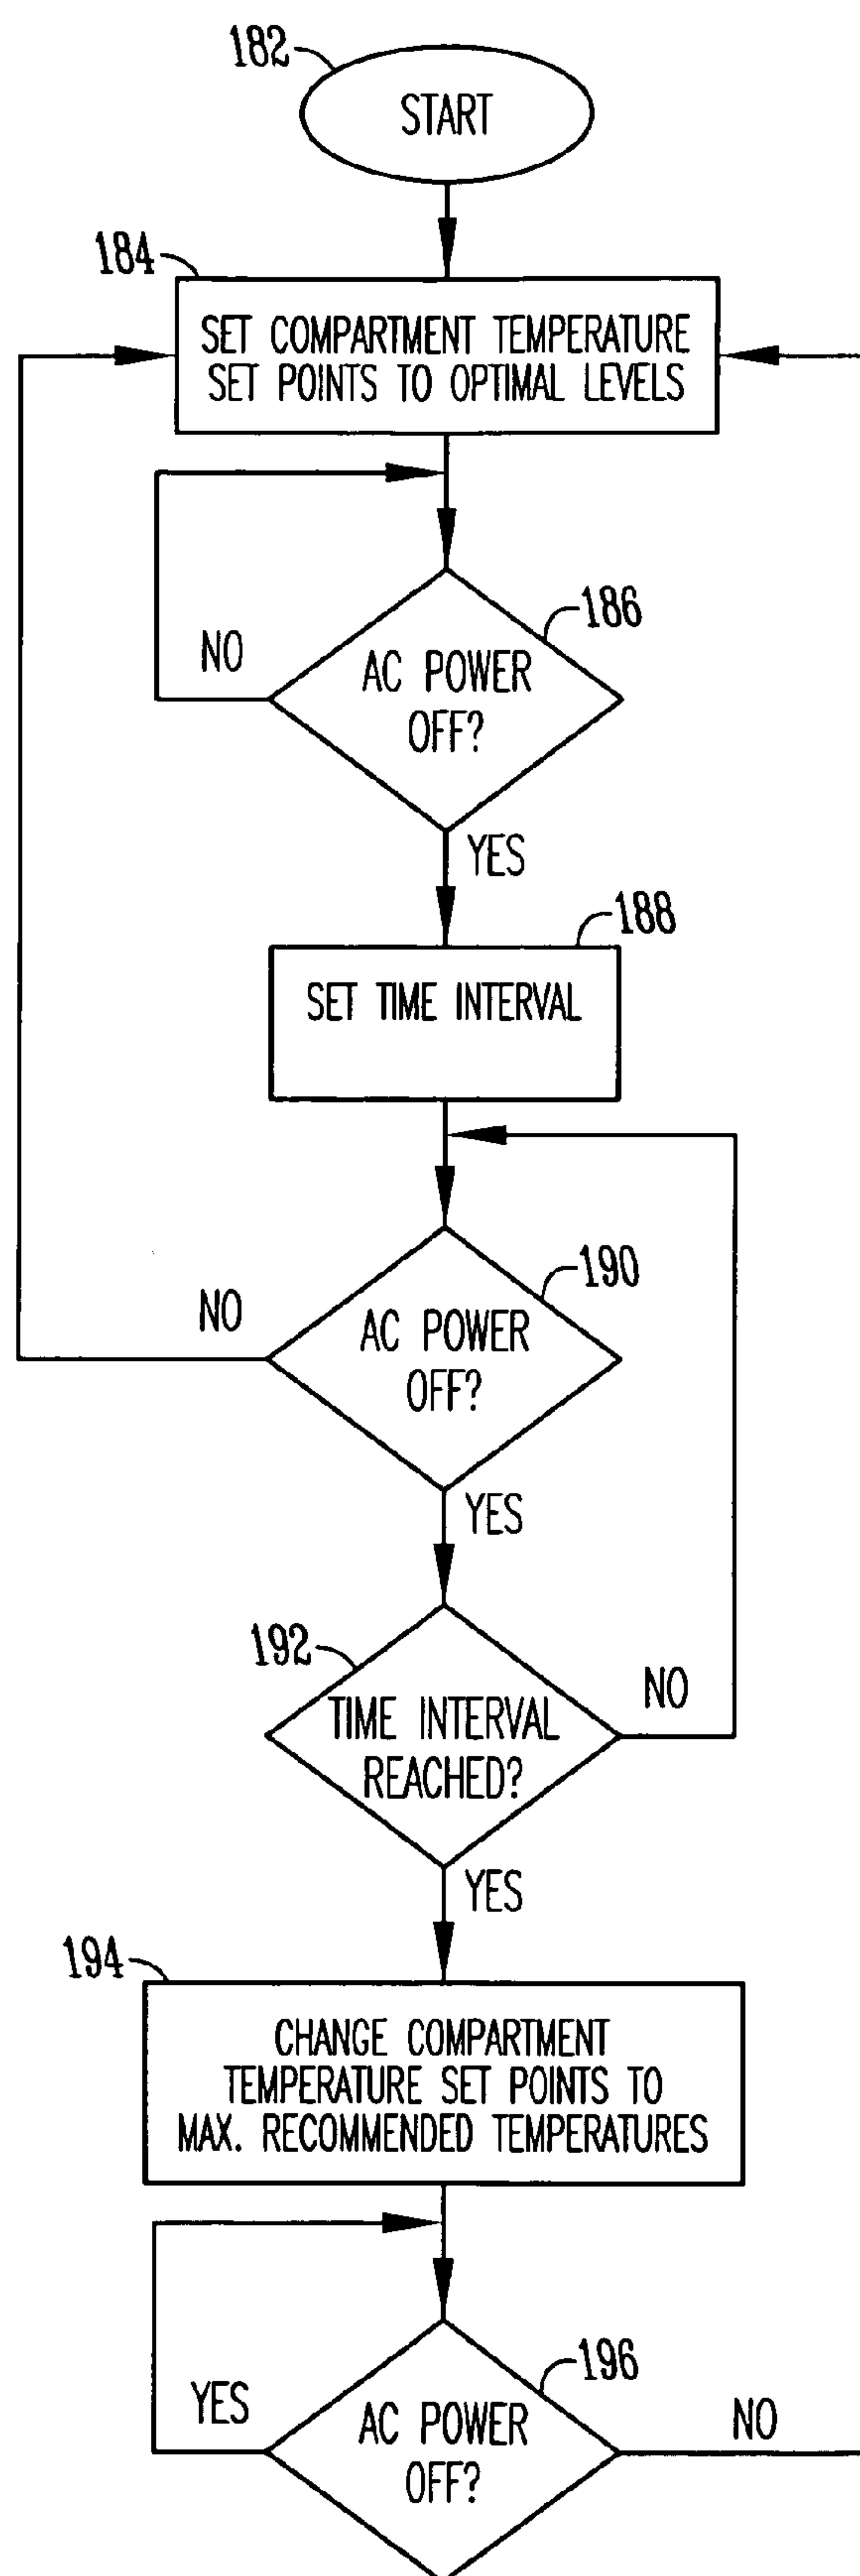 182
START
184
SET COMPARTMENT TEMPERATURE
SET POINTS TO OPTIMAL LEVELS
186
NO
AC POWER
OFF?
YES
188
SET TIME INTERVAL
190
NO
AC POWER
OFF?
YES
192
NO
TIME INTERVAL
REACHED?
YES
194
CHANGE COMPARTMENT
TEMPERATURE SET POINTS TO
MAX. RECOMMENDED TEMPERATURES
196
YES
AC POWER
OFF?
NO